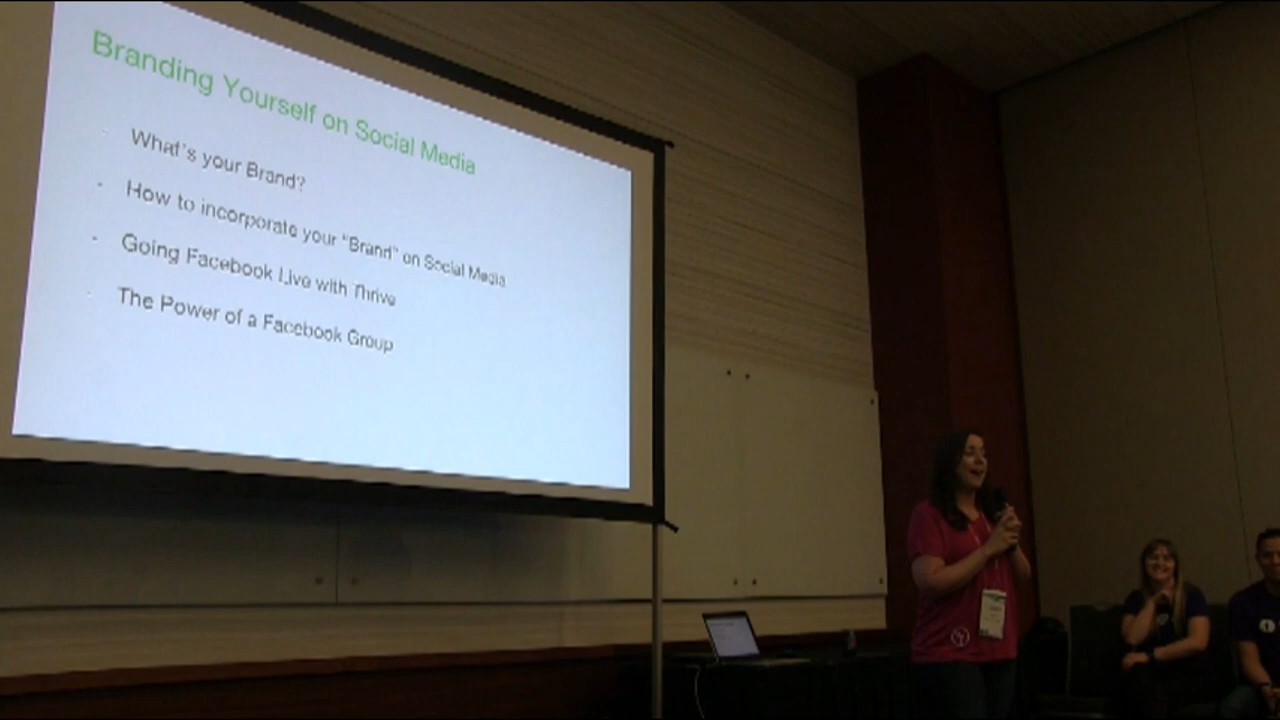 Branding Yourself on Social Media
- What's your Brand?
- How to incorporate your "Brand" on Social Media
- Going Facebook Live with Thrive
- The Power of a Facebook Group